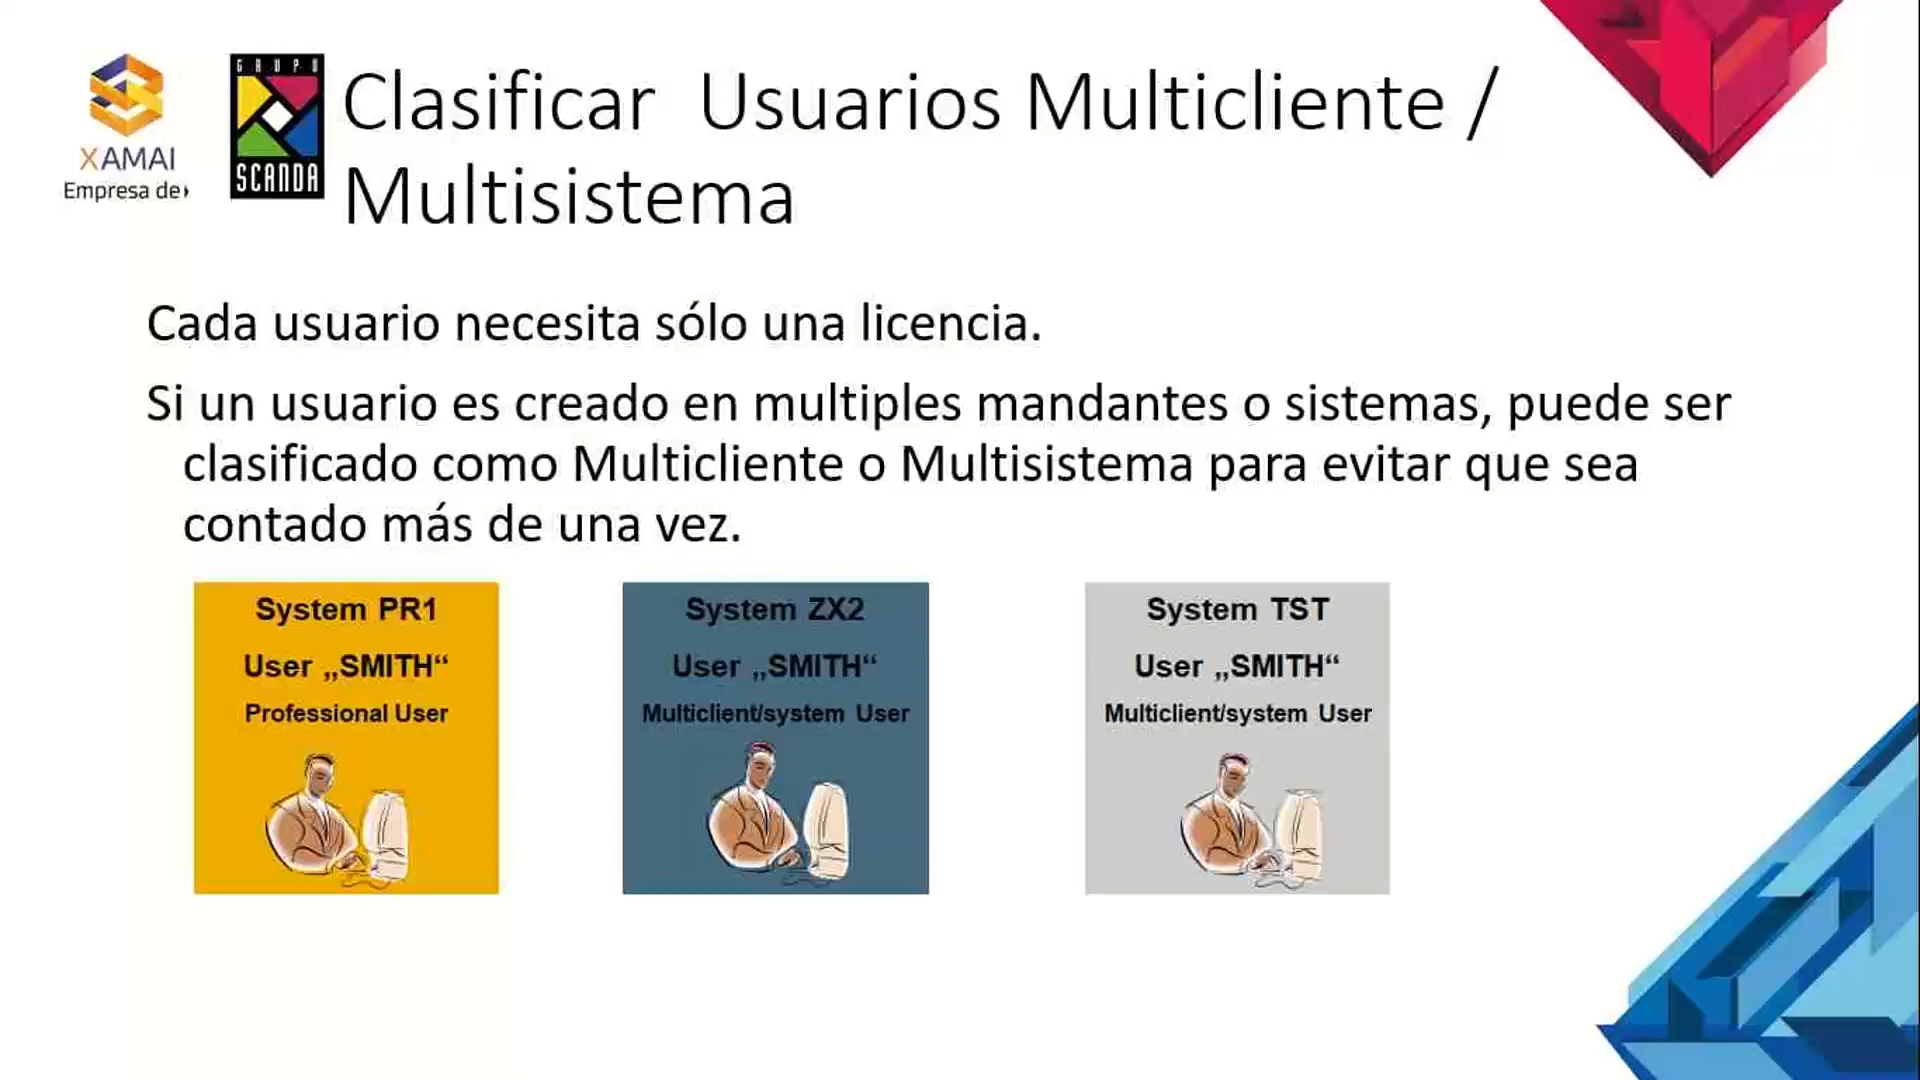 XAMAI
Empresa de
GRUPO
SCANDA
Clasificar Usuarios Multicliente /
Multisistema
Cada usuario necesita sólo una licencia.
Si un usuario es creado en multiples mandantes o sistemas, puede ser
clasificado como Multicliente o Multisistema para evitar que sea
contado más de una vez.
System PR1
User „SMITH“
Professional User
System ZX2
User „SMITH“
Multiclient/system User
System TST
User „SMITH“
Multiclient/system User